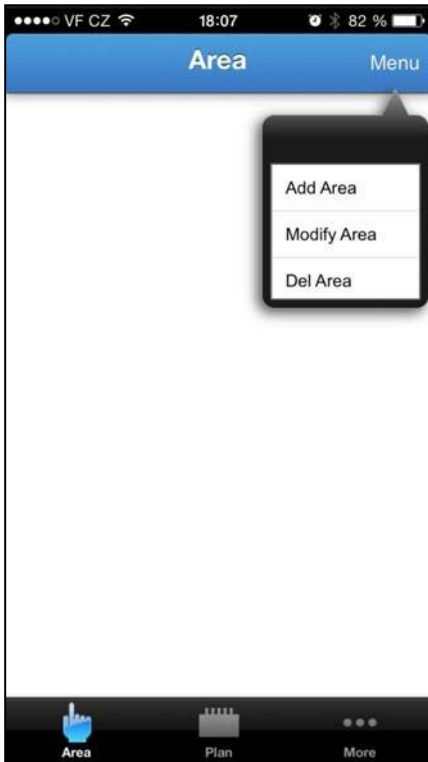 VF CZ 18:07 82 %
Area Menu
Add Area
Modify Area
Del Area
Area Plan More